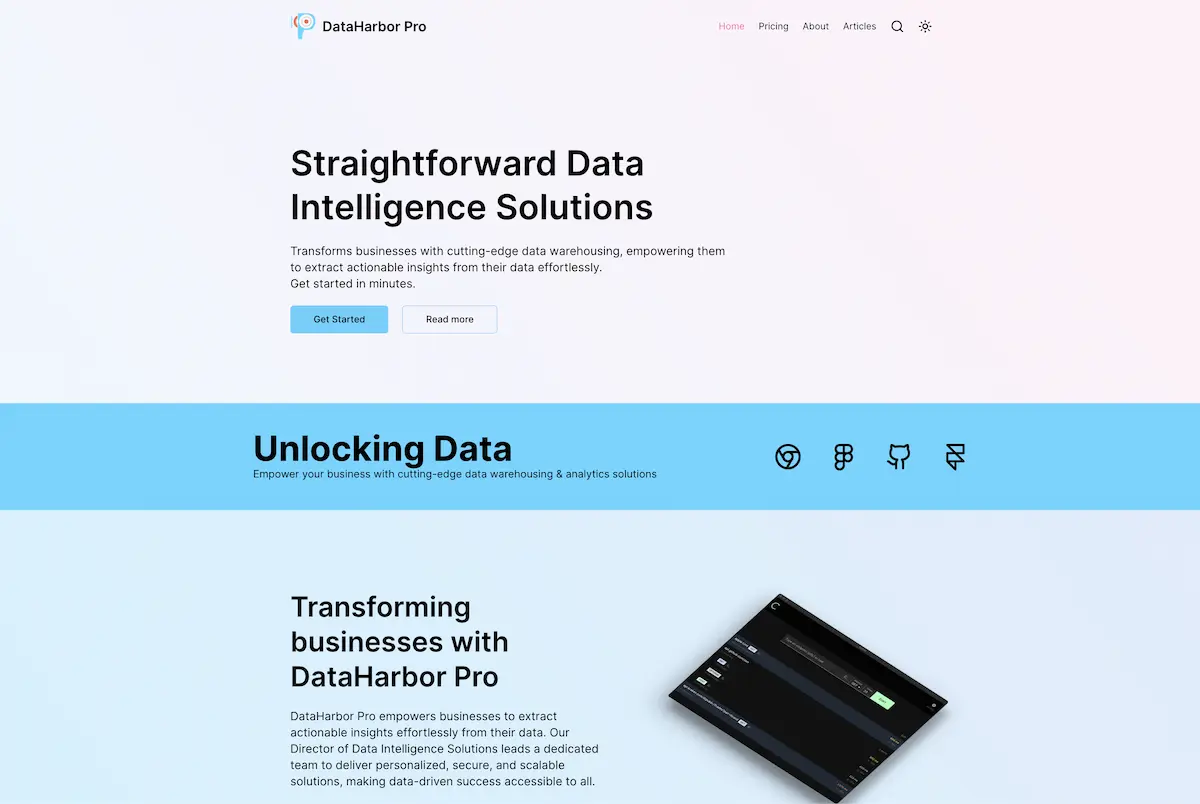 DataHarbor Pro
Home Pricing About Articles
Straightforward Data
Intelligence Solutions
Transforms businesses with cutting-edge data warehousing, empowering them
to extract actionable insights from their data effortlessly.
Get started in minutes.
Get Started Read more
Unlocking Data
Empower your business with cutting-edge data warehousing & analytics solutions
Transforming
businesses with
DataHarbor Pro
DataHarbor Pro empowers businesses to extract
actionable insights effortlessly from their data. Our
Director of Data Intelligence Solutions leads a dedicated
team to deliver personalized, secure, and scalable
solutions, making data-driven success accessible to all.